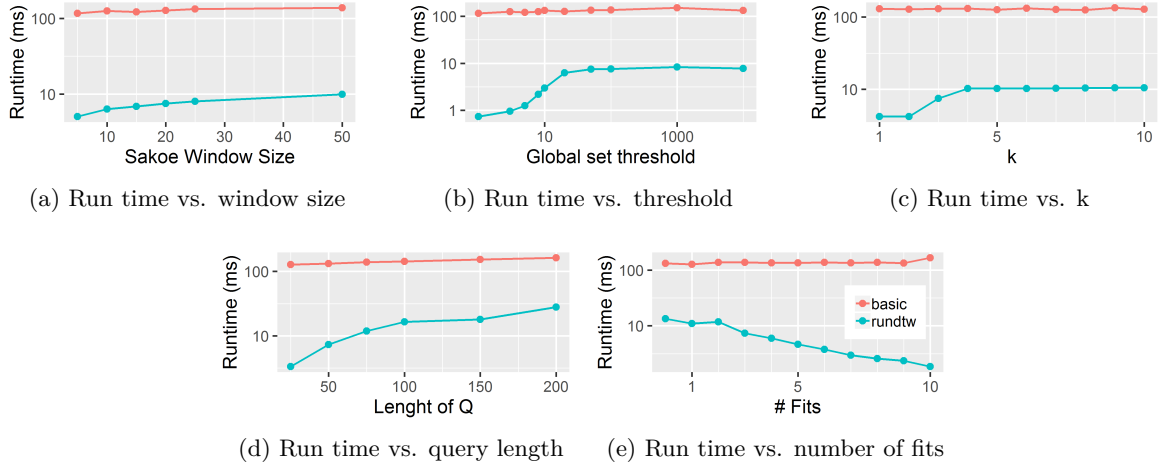 Runtime (ms)
100
10
10
20
30
40
50
Sakoe Window Size
(a) Run time vs. window size
Runtime (ms)
100
10
1
10
1000
Global set threshold
(b) Run time vs. threshold
Runtime (ms)
100
10
1
5
10
k
(c) Run time vs. k
Runtime (ms)
100
10
50
100
150
200
Lenght of Q
(d) Run time vs. query length
Runtime (ms)
100
10
basic
rundtw
1
5
10
# Fits
(e) Run time vs. number of fits